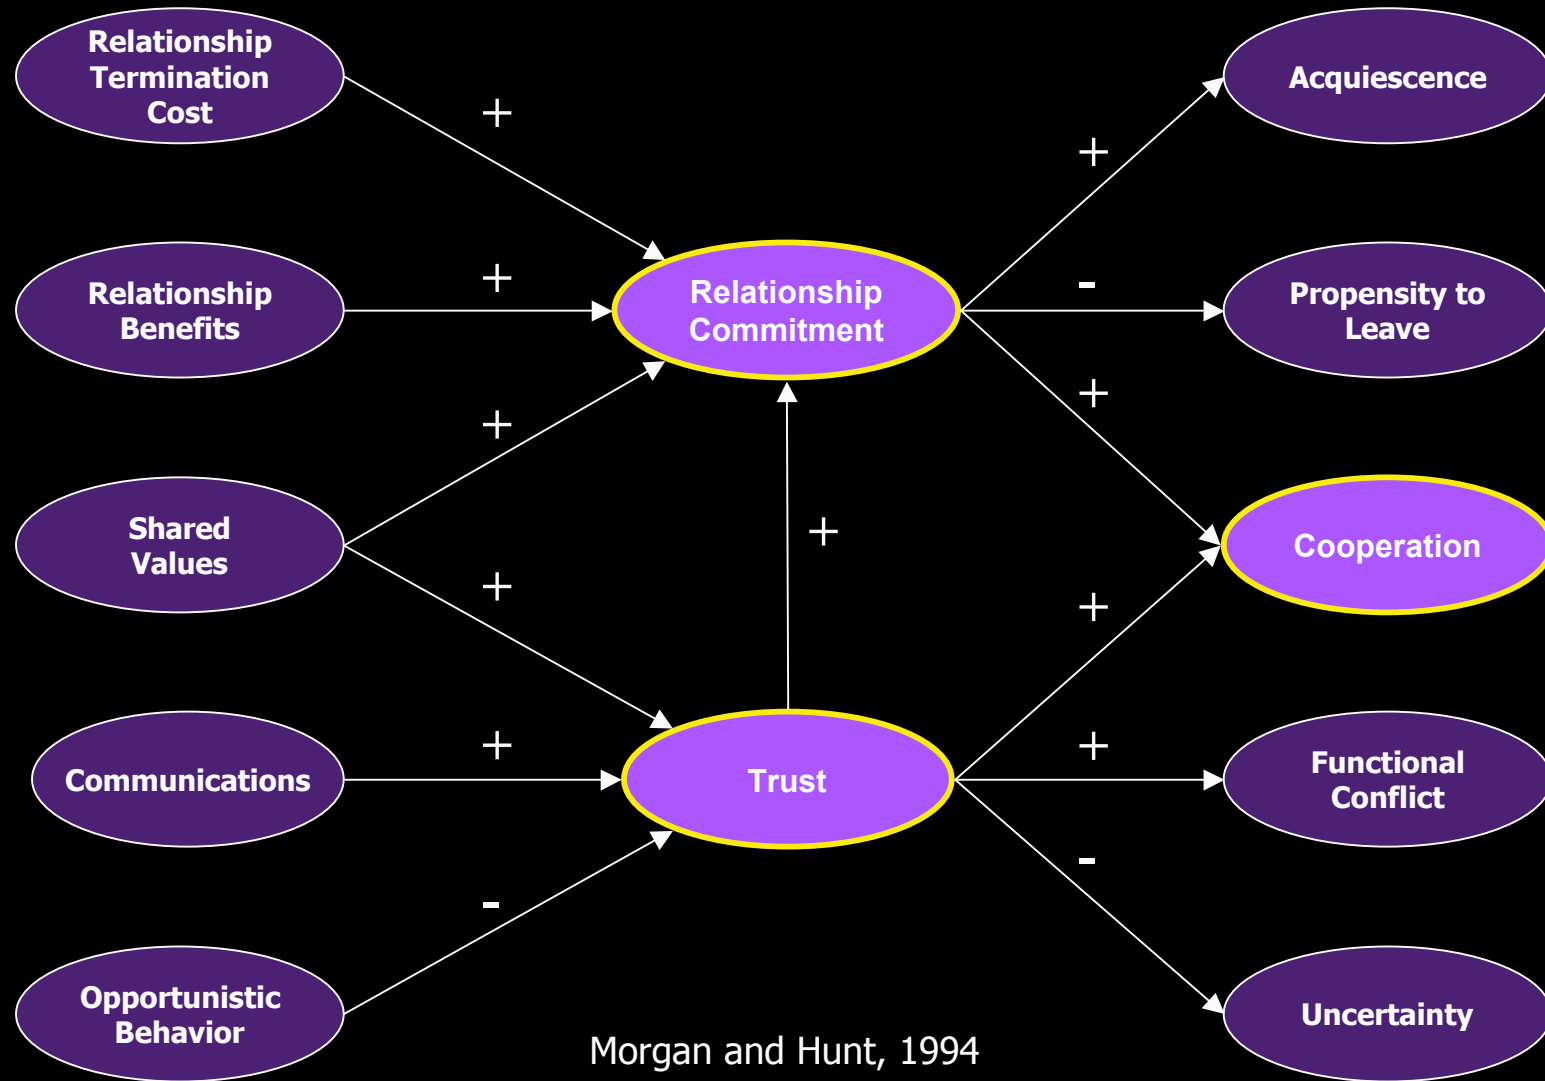 Relationship
Termination
Cost
+
Acquiescence
+
Relationship
Benefits
+
Relationship
Commitment
-
Propensity to
Leave
+
+
Shared
Values
+
+
Cooperation
+
Communications
+
Trust
+
Functional
Conflict
-
-
Opportunistic
Behavior
Uncertainty
Morgan and Hunt, 1994